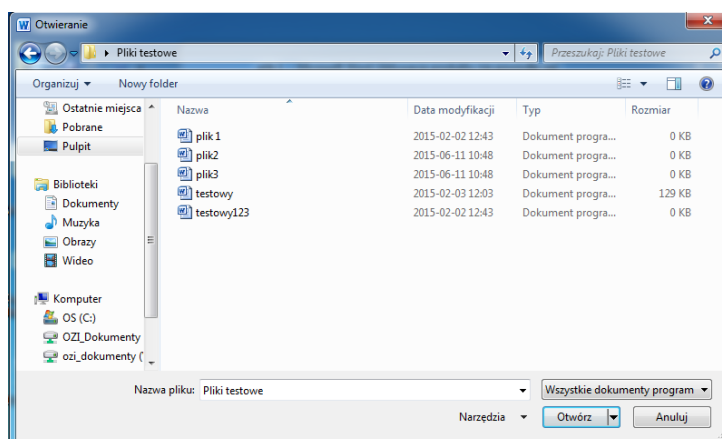 Otwieranie
Pliki testowe
Przeszukaj: Pliki testowe
Organizuj
Nowy folder
Ostatnie miejsca
Pobrane
Pulpit
Biblioteki
Dokumenty
Muzyka
Obrazy
Wideo
Komputer
OS (C:)
OZI_Dokumenty
ozi_dokumenty (
Nazwa Data modyfikacji Typ Rozmiar
plik 1 2015-02-02 12:43 Dokument progra... 0 KB
plik2 2015-06-11 10:48 Dokument progra... 0 KB
plik3 2015-06-11 10:48 Dokument progra... 0 KB
testowy 2015-02-03 12:03 Dokument progra... 129 KB
testowy123 2015-02-02 12:43 Dokument progra... 0 KB
Nazwa pliku: Pliki testowe
Wszystkie dokumenty program
Narzędzia Otwórz Anuluj